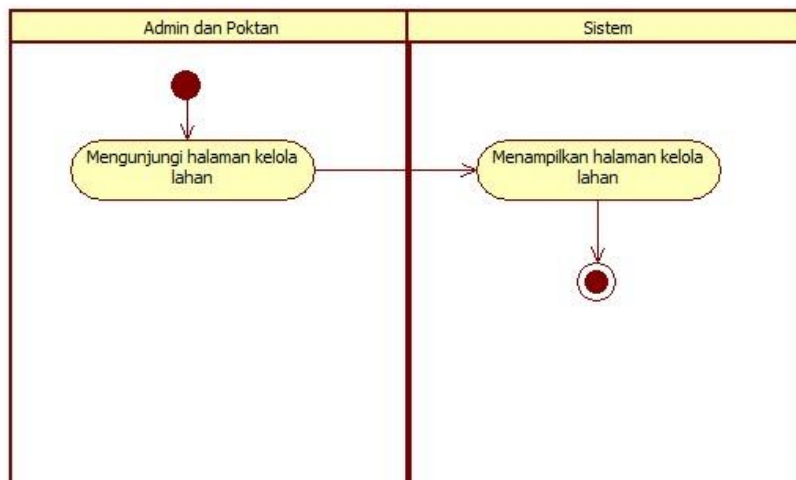 Admin dan Poktan
Sistem
Mengunjungi halaman kelola
lahan
Menampilkan halaman kelola
lahan